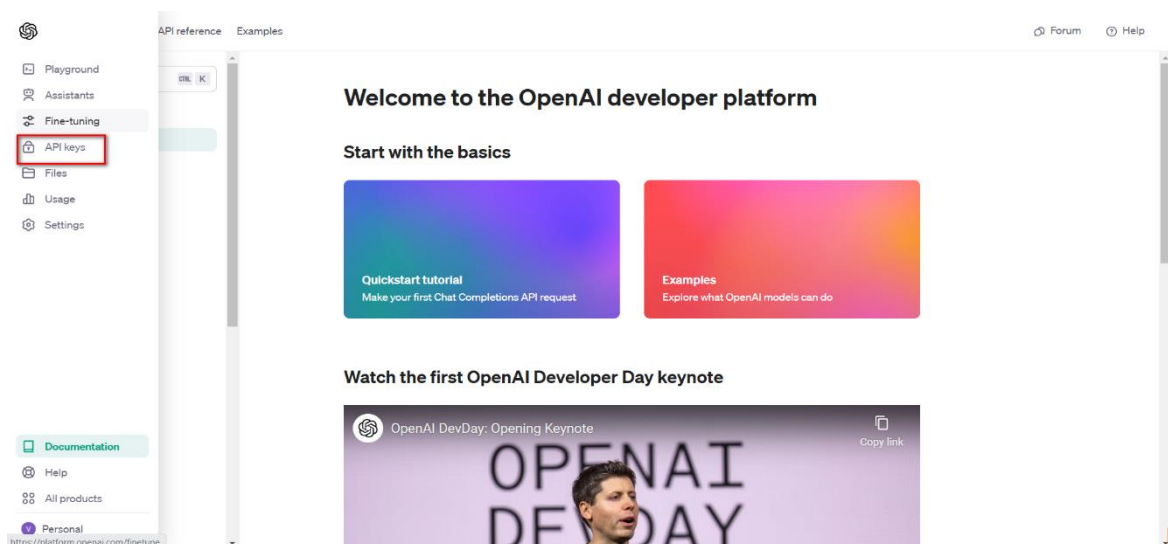 API reference Examples
Forum Help
Playground
Assistants
Fine-tuning
API keys
Files
Usage
Settings
Documentation
Help
All products
V Personal
https://platform.openai.com/finetune
CTRL K
Welcome to the OpenAI developer platform
Start with the basics
Quickstart tutorial
Make your first Chat Completions API request
Examples
Explore what OpenAI models can do
Watch the first OpenAI Developer Day keynote
OpenAI DevDay: Opening Keynote
Copy link
OPENAI
DEVDAY